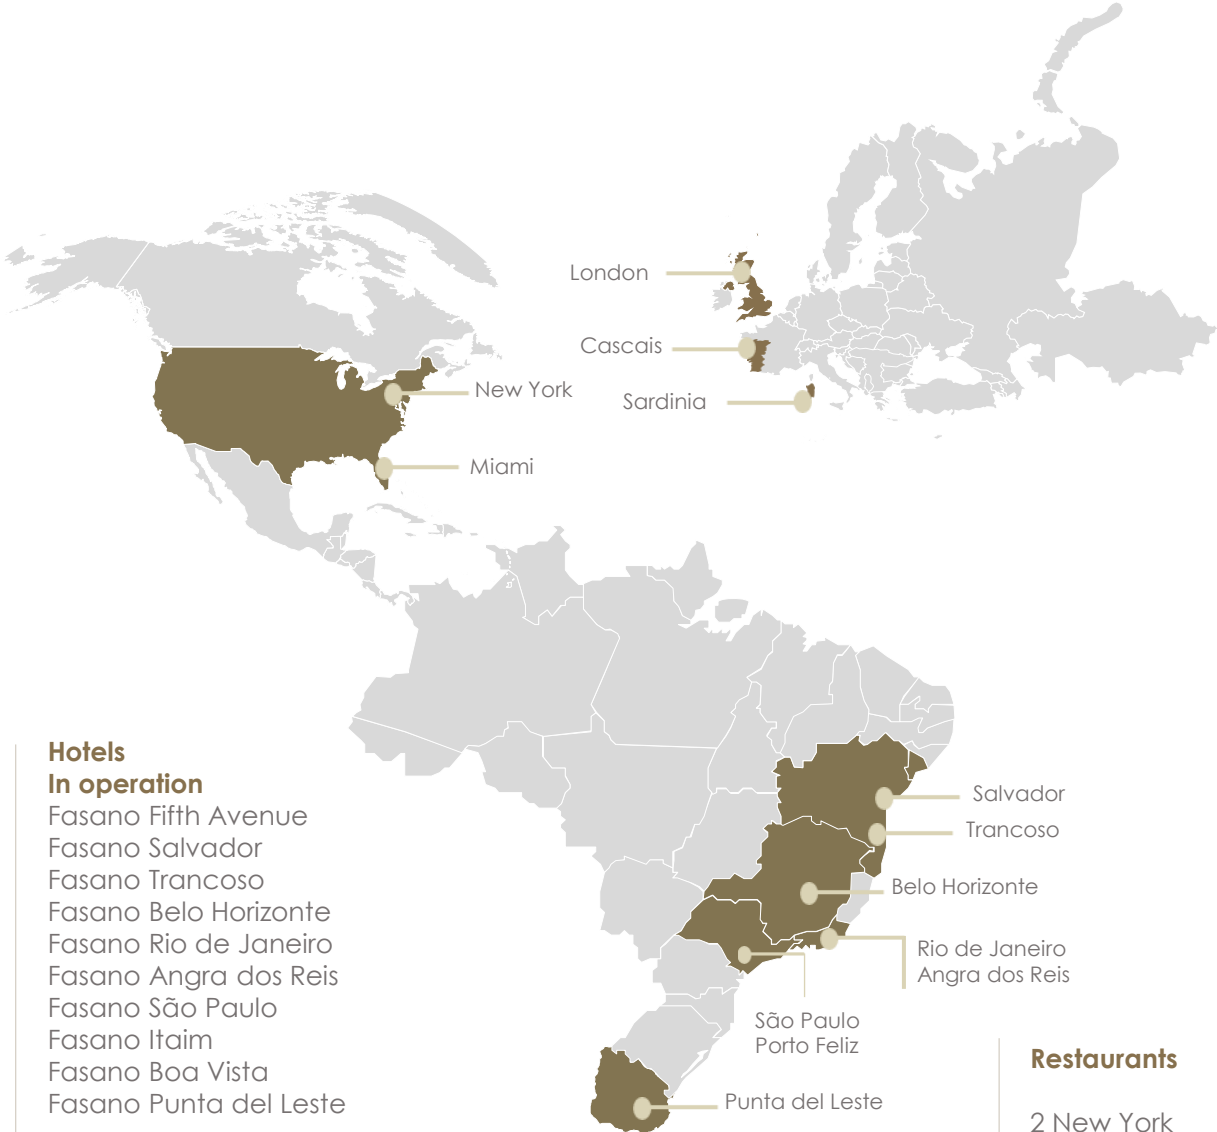 London
Cascais
Sardinia
New York
Miami
Hotels
In operation
Fasano Fifth Avenue
Fasano Salvador
Fasano Trancoso
Fasano Belo Horizonte
Fasano Rio de Janeiro
Fasano Angra dos Reis
Fasano São Paulo
Fasano Itaim
Fasano Boa Vista
Fasano Punta del Leste
Salvador
Trancoso
Belo Horizonte
Rio de Janeiro
Angra dos Reis
São Paulo
Porto Feliz
Punta del Leste
Restaurants
2 New York